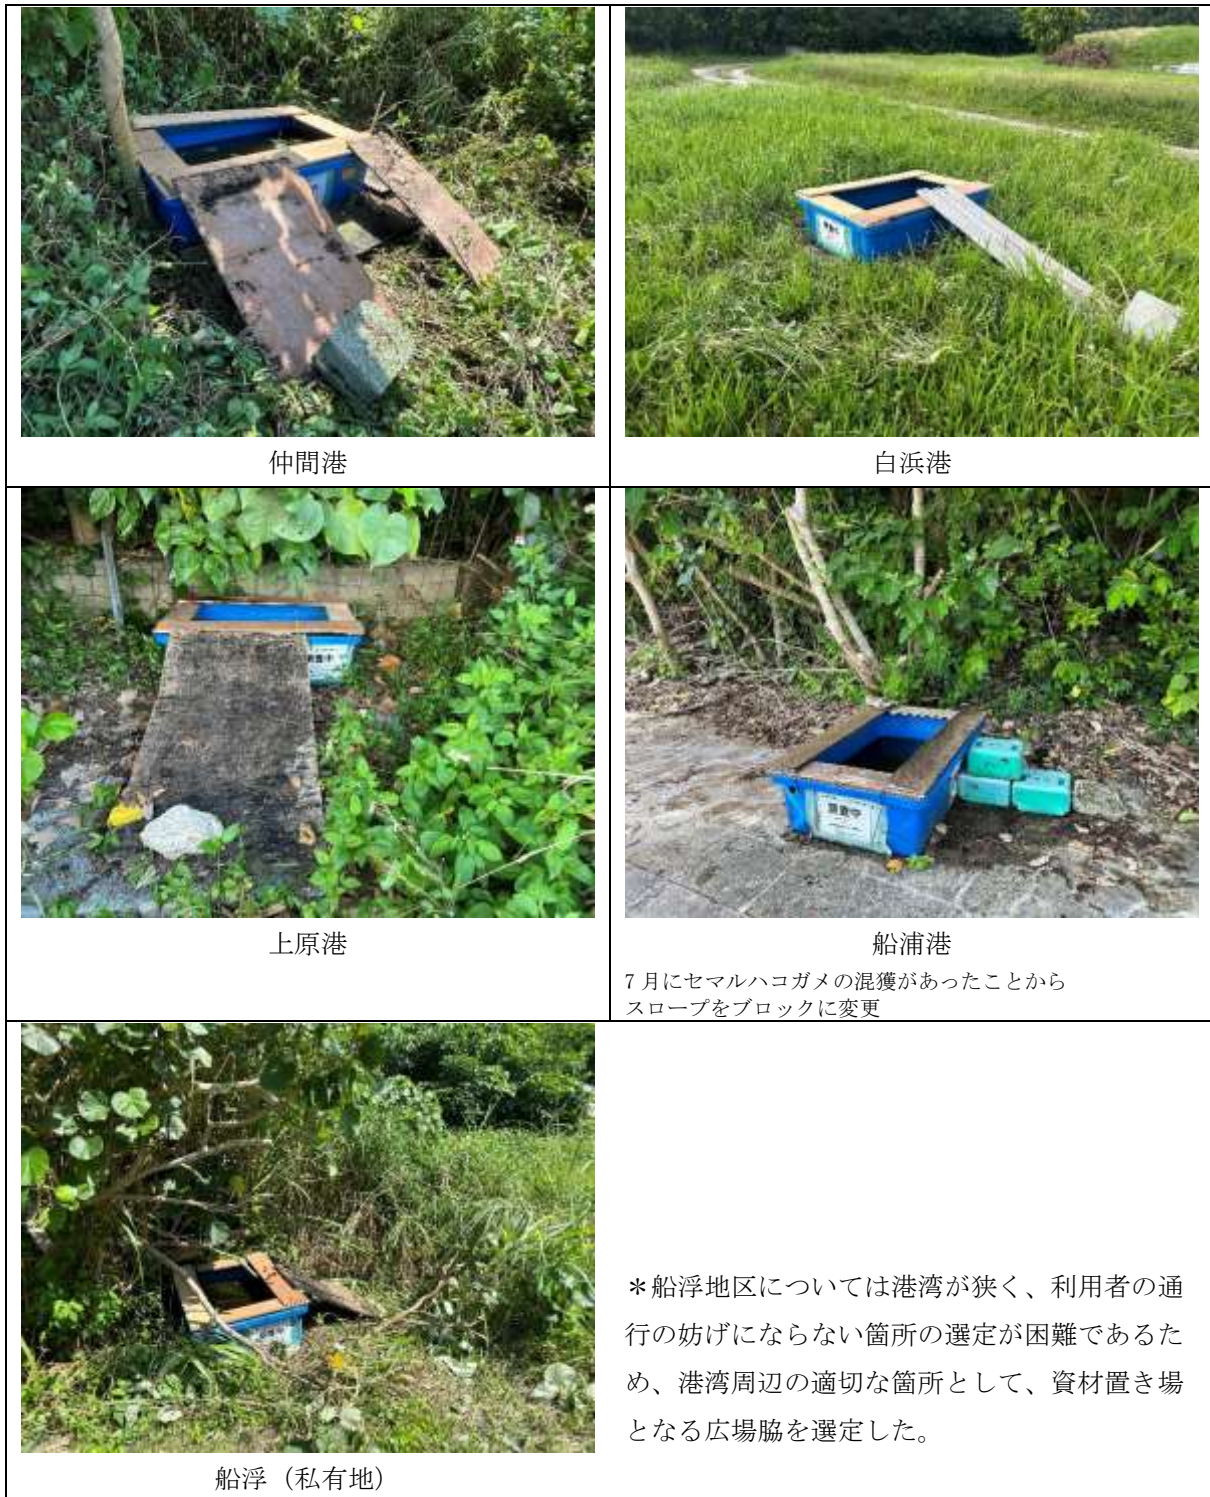 仲間港
白浜港
調査中
上原港
調査中
船浦港
7 月にセマルハコガメの混獲があったことから
スロープをブロックに変更
＊船浮地区については港湾が狭く、利用者の通
行の妨げにならない箇所の選定が困難であるた
め、港湾周辺の適切な箇所として、資材置き場
となる広場脇を選定した。
船浮（私有地）